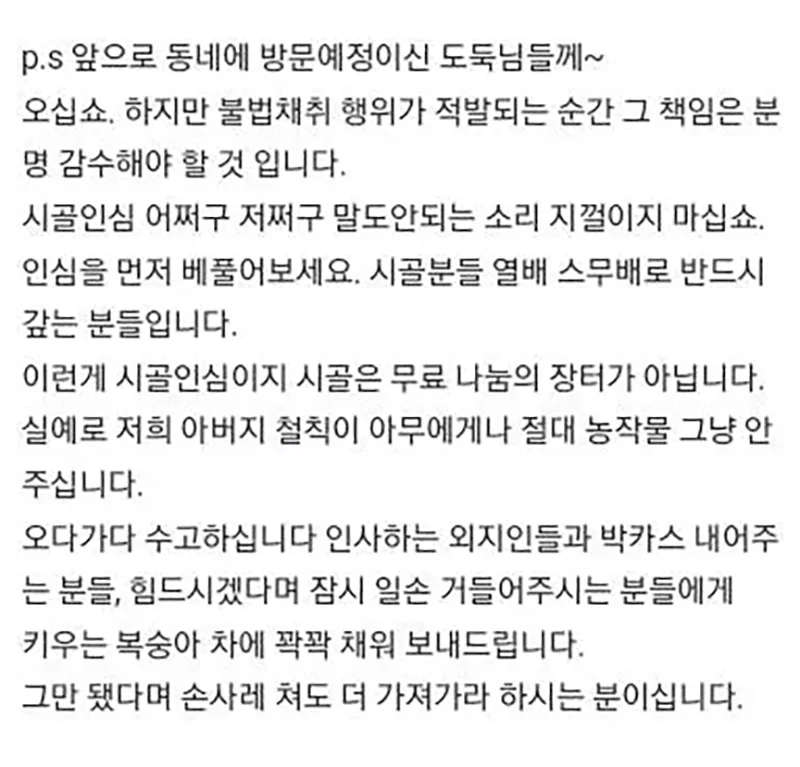 p.s 앞으로 동네에 방문예정이신 도둑님들께~
오십쇼. 하지만 불법채취 행위가 적발되는 순간 그 책임은 분
명 감수해야 할 것 입니다.
시골인심 어쩌구 저쩌구 말도안되는 소리 지껄이지 마십쇼.
인심을 먼저 베풀어보세요. 시골분들 열배 스무배로 반드시
갚는 분들입니다.
이런게 시골인심이지 시골은 무료 나눔의 장터가 아닙니다.
실예로 저희 아버지 철칙이 아무에게나 절대 농작물 그냥 안
주십니다.
오다가다 수고하십니다 인사하는 외지인들과 박카스 내어주
는 분들, 힘드시겠다며 잠시 일손 거들어주시는 분들에게
키우는 복숭아 차에 꽉꽉 채워 보내드립니다.
그만 됐다며 손사레 쳐도 더 가져가라 하시는 분이십니다.